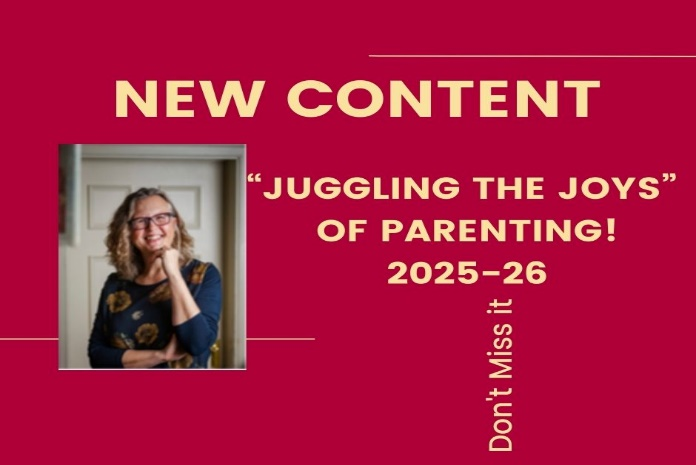 NEW CONTENT
“JUGGLING THE JOYS”
OF PARENTING!
2025-26
Don't Miss it